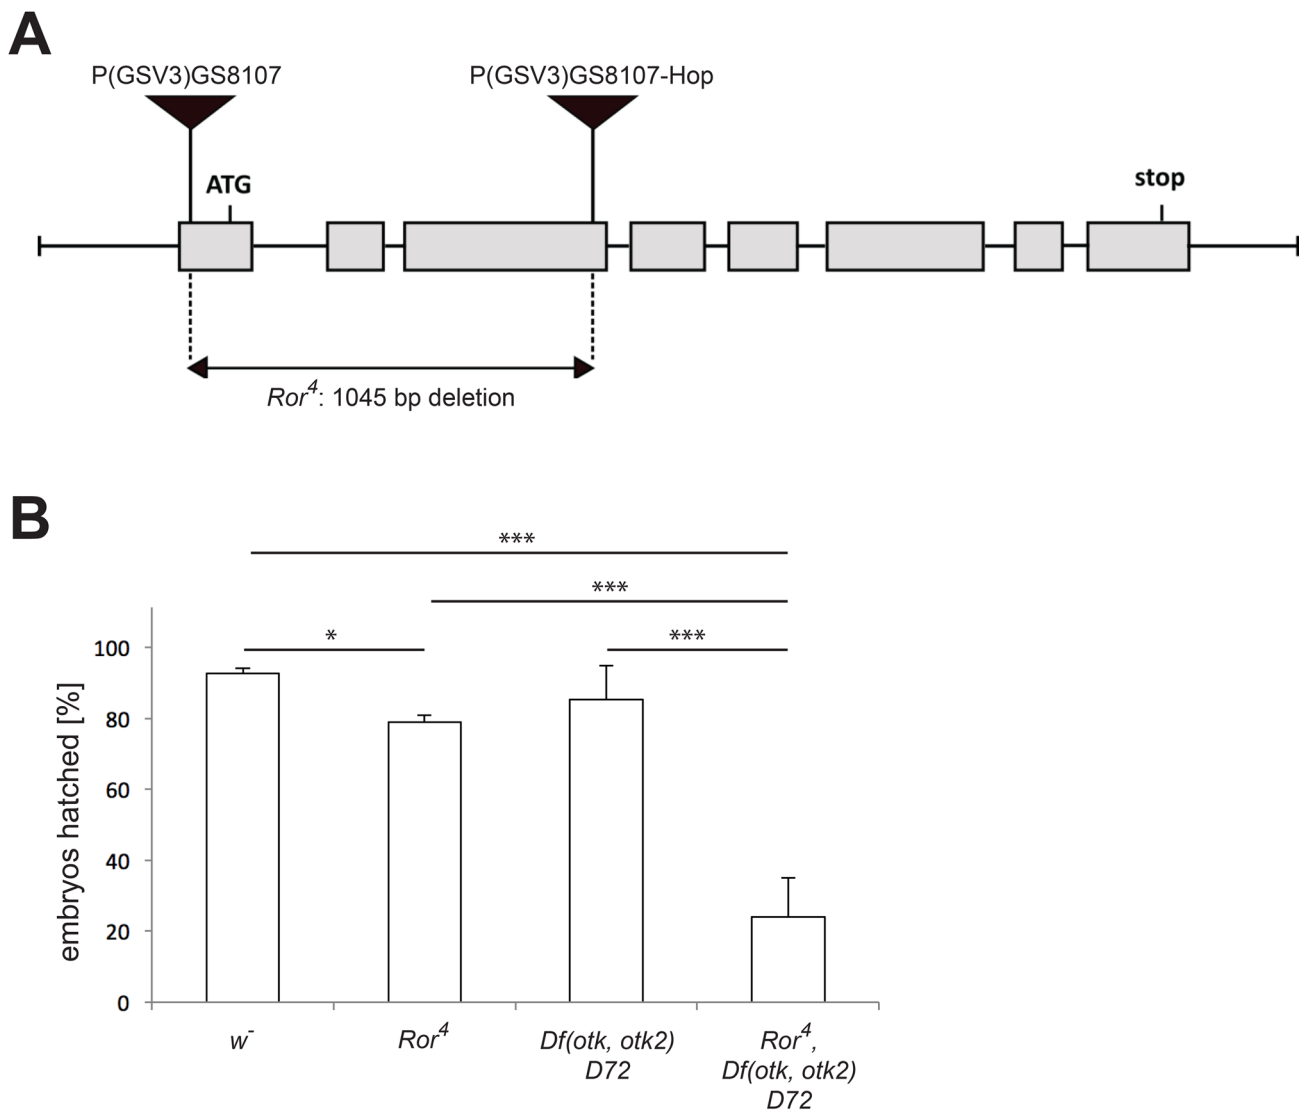 A
P(GSV3)GS8107 P(GSV3)GS8107-Hop
ATG stop
Ror4: 1045 bp deletion
B
***
***
* ***
embryos hatched [%]
100
80
60
40
20
0
w- Ror4 Df(otk, otk2) Ror4,
D72 Df(otk, otk2)
D72